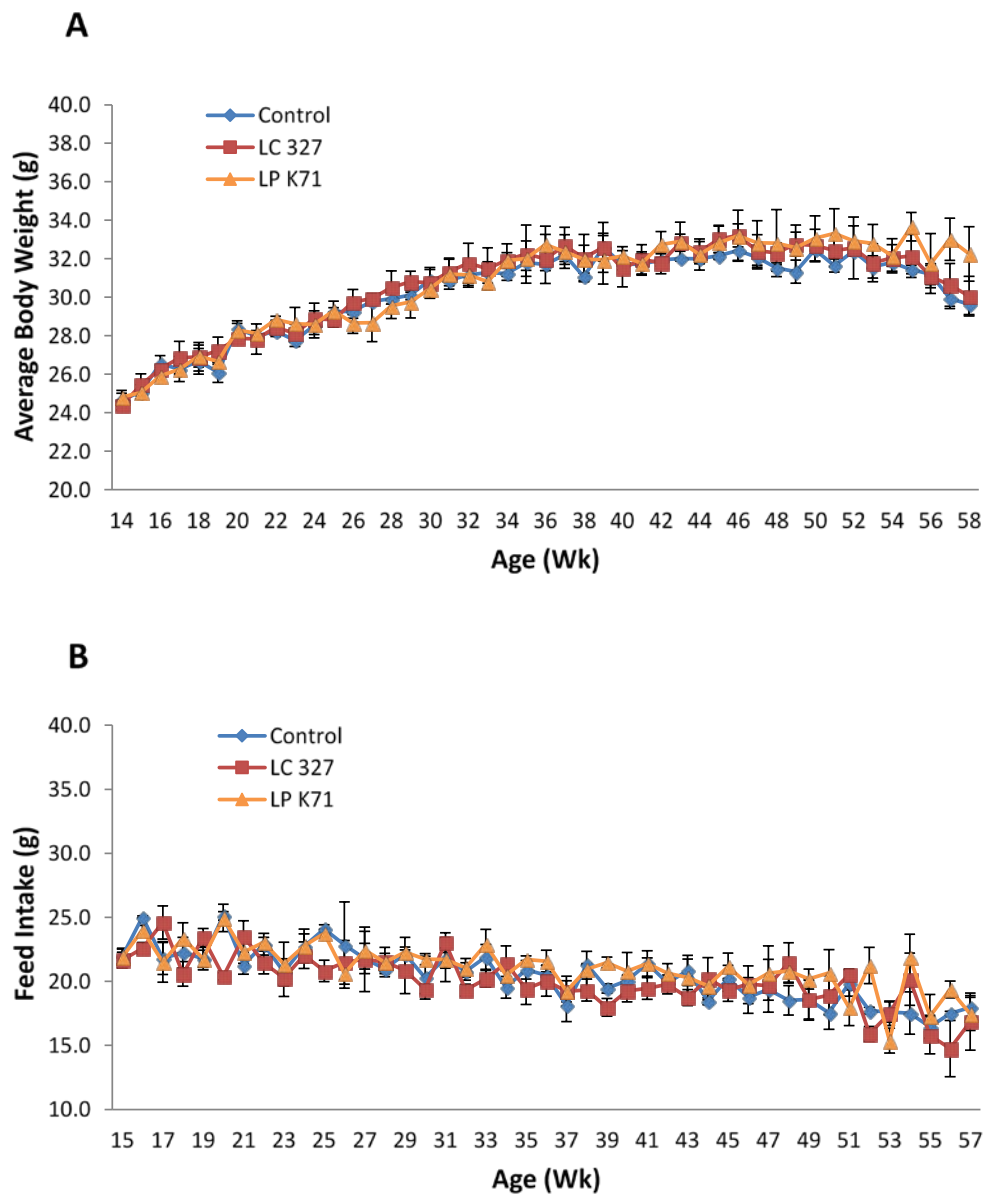 A
40.0
38.0
36.0
34.0
32.0
30.0
28.0
26.0
24.0
22.0
20.0
Average Body Weight (g)
Control
LC 327
LP K71
14 16 18 20 22 24 26 28 30 32 34 36 38 40 42 44 46 48 50 52 54 56 58
Age (Wk)
B
40.0
35.0
30.0
25.0
20.0
15.0
10.0
Feed Intake (g)
Control
LC 327
LP K71
15 17 19 21 23 25 27 29 31 33 35 37 39 41 43 45 47 49 51 53 55 57
Age (Wk)